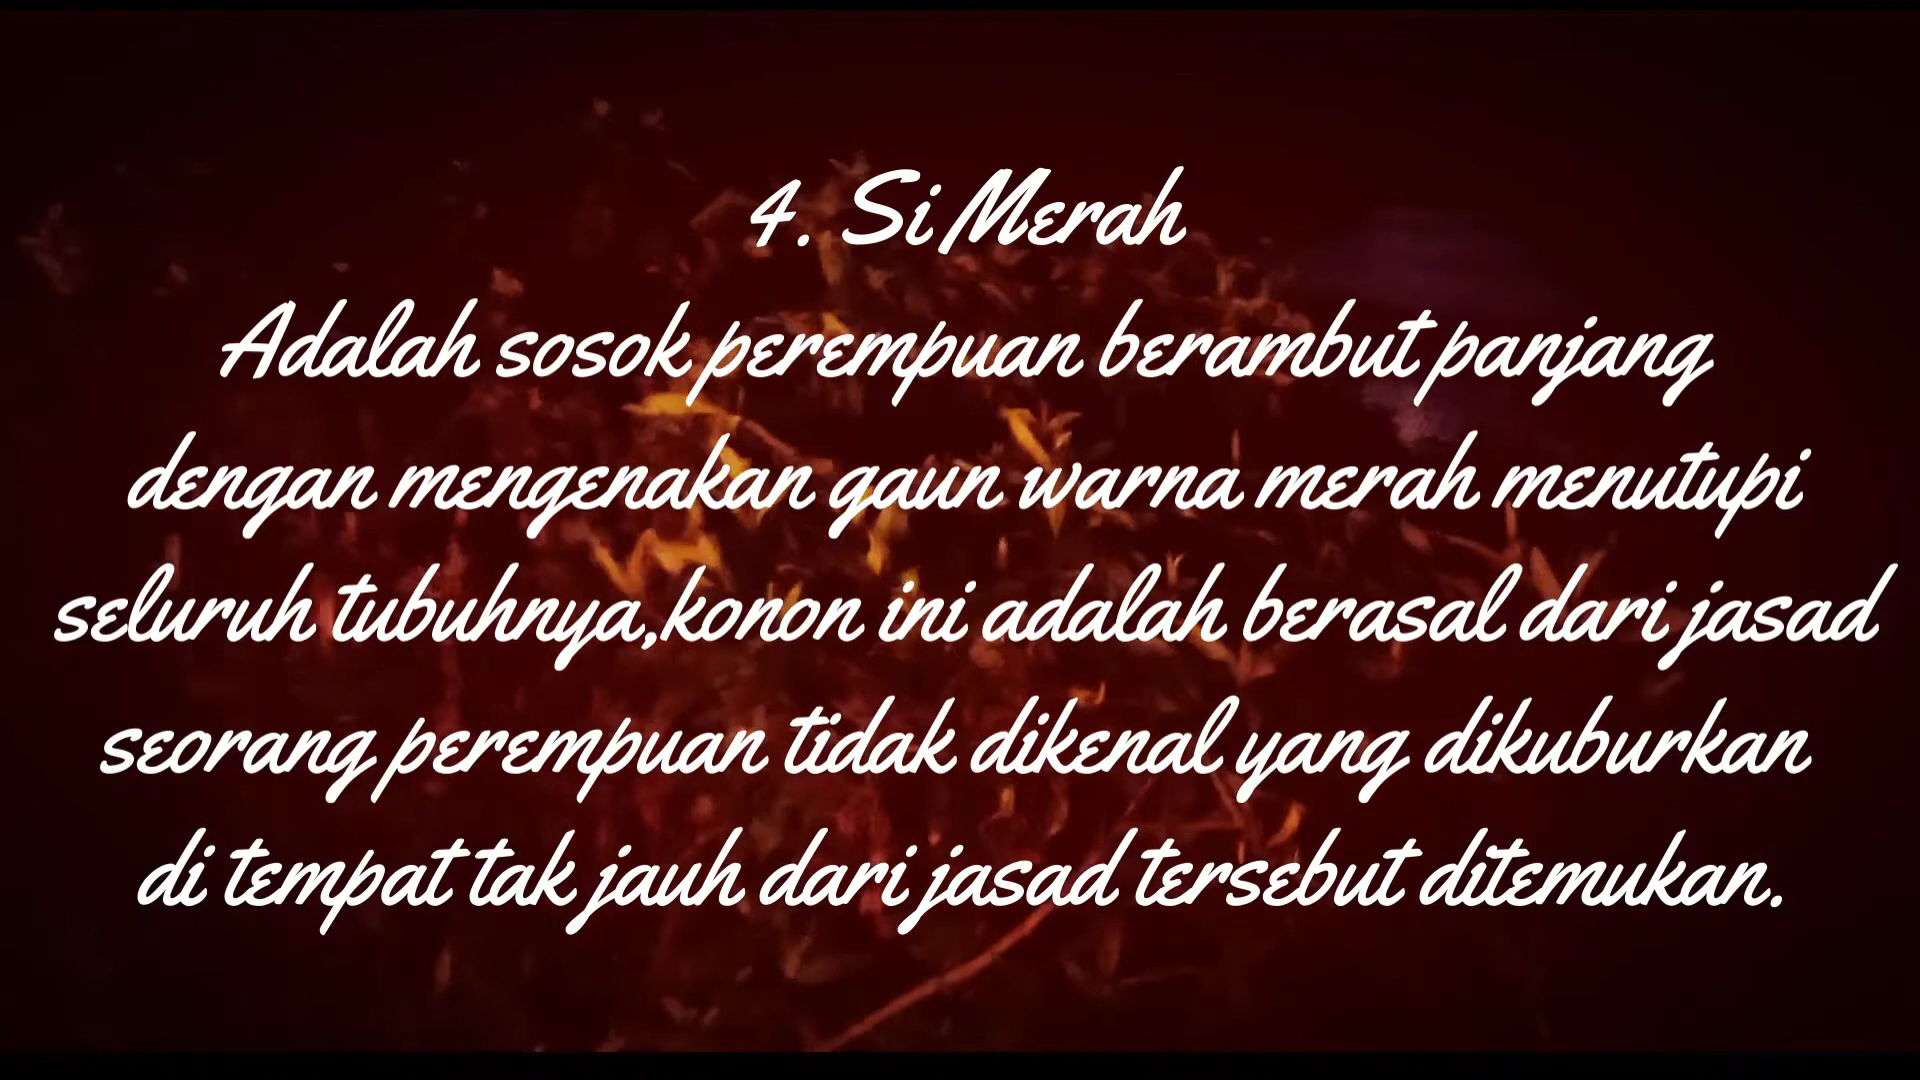 4. Si Merah
Adalah sosok perempuan berambut panjang
dengan mengenakan gaun warna merah menutupi
seluruh tubuhnya,konon ini adalah berasal dari jasad
seorang perempuan tidak dikenal yang dikuburkan
di tempat tak jauh dari jasad tersebut ditemukan.